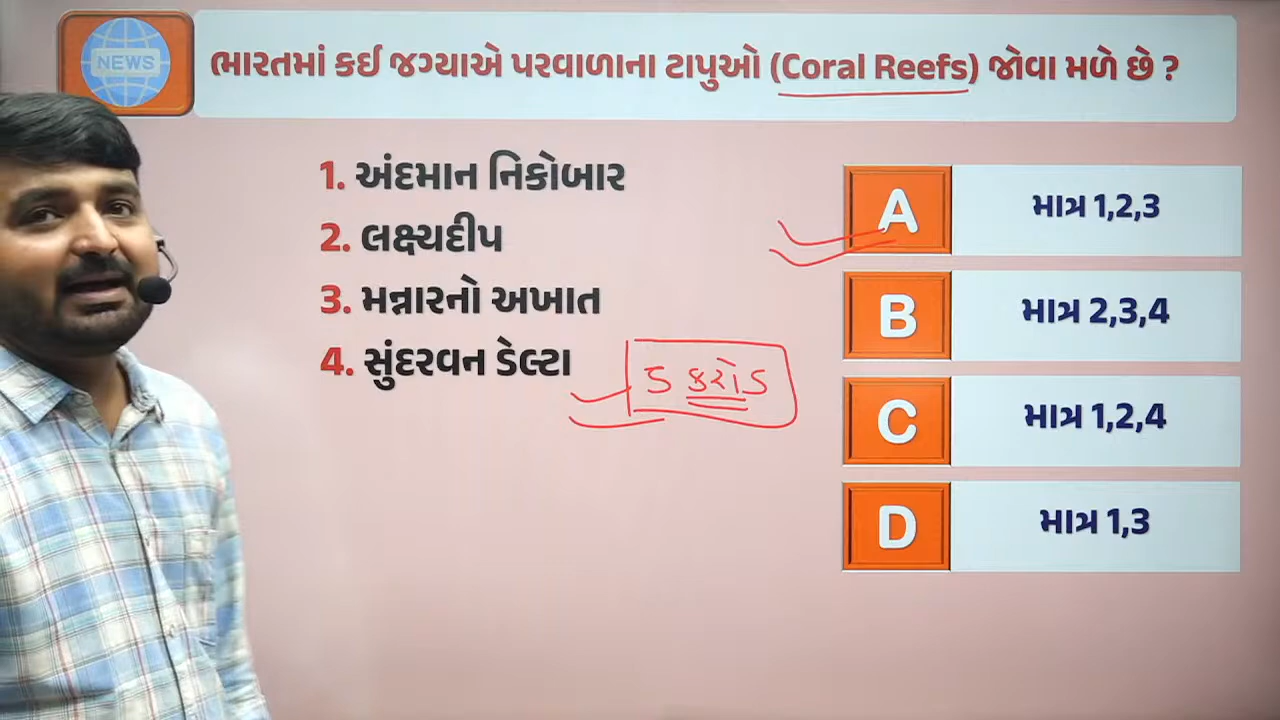 NEWS
ભારતમાં કઈ જગ્યાએ પરવાળાના ટાપુઓ (Coral Reefs) જોવા મળે છે ?
1. અંદમાન નિકોબાર
2. લક્ષ્યદીપ
3. મન્નારનો અખાત
4. સુંદરવન ડેલ્ટા
કરોડ
A માત્ર 1,2,3
B માત્ર 2,3,4
C માત્ર 1,2,4
D માત્ર 1,3